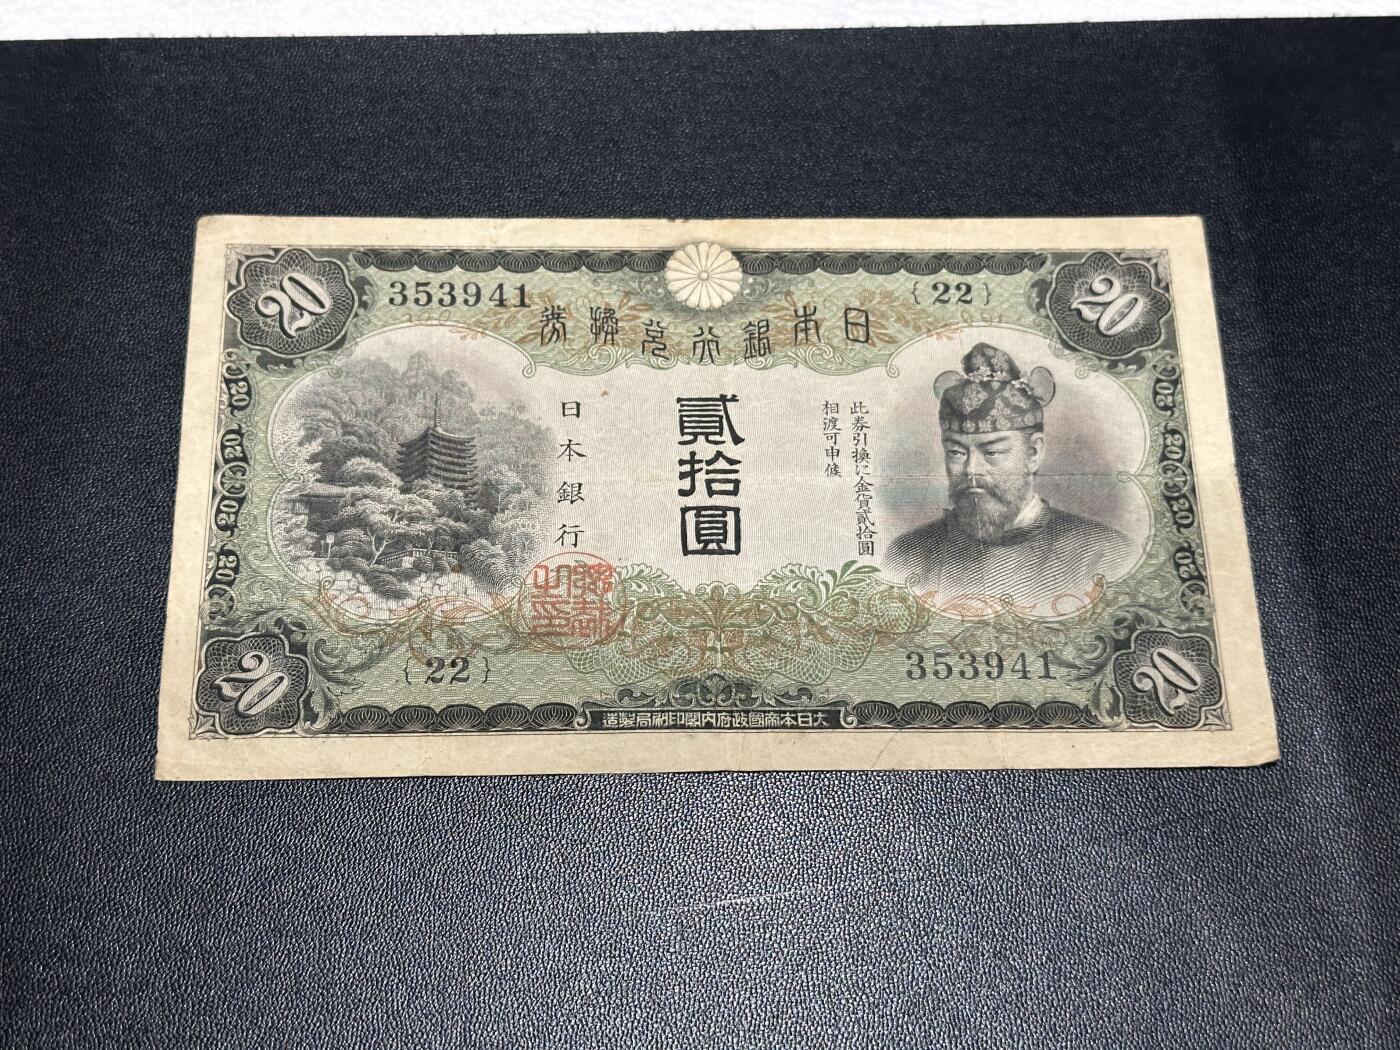 20
353941
{22}
20
日本銀行兌換券
此券引換に金貨貳拾圓
相渡可申候
貳拾圓
日本銀行
{22}
353941
20
20
大日本帝國政府内閣印刷局製造